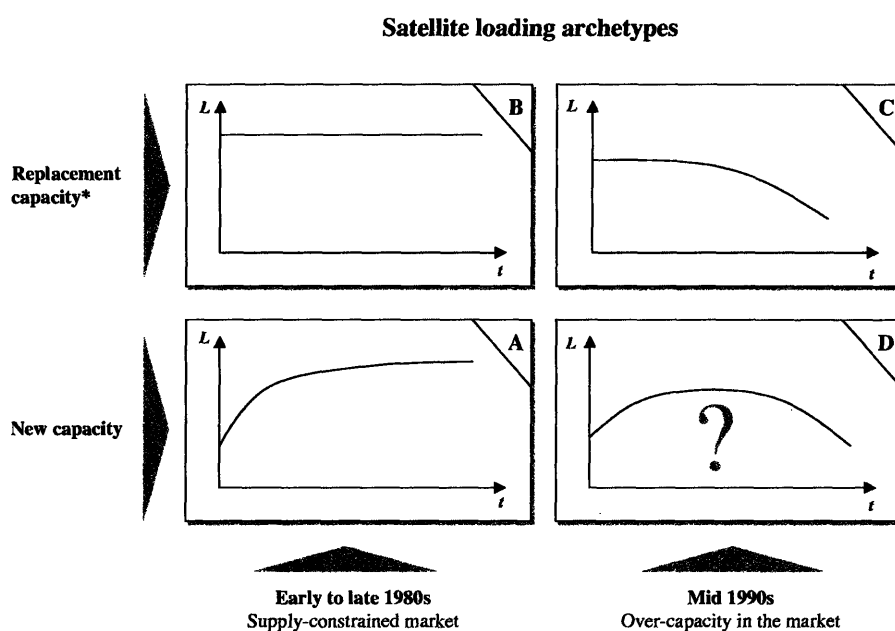 Satellite loading archetypes
Replacement
capacity*
L
B
t
L
C
t
New capacity
L
A
t
L
D
?
t
Early to late 1980s
Supply-constrained market
Mid 1990s
Over-capacity in the market